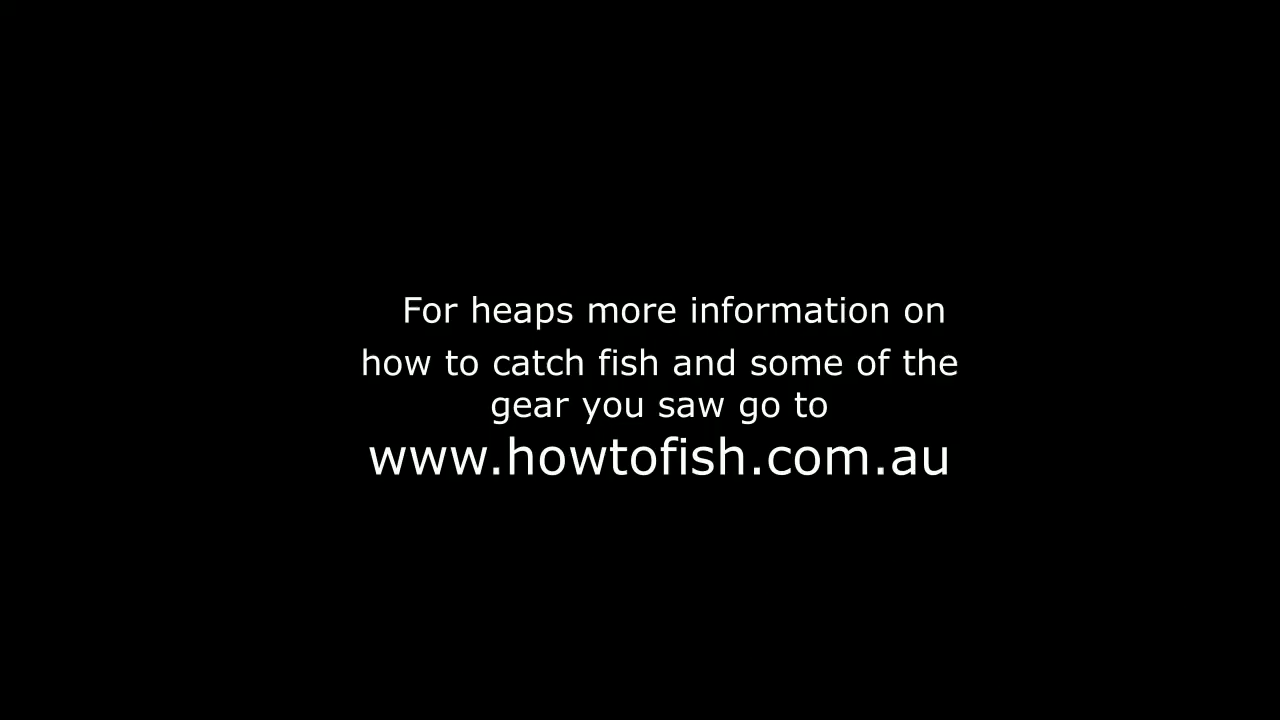 For heaps more information on
how to catch fish and some of the
gear you saw go to
www.howtofish.com.au